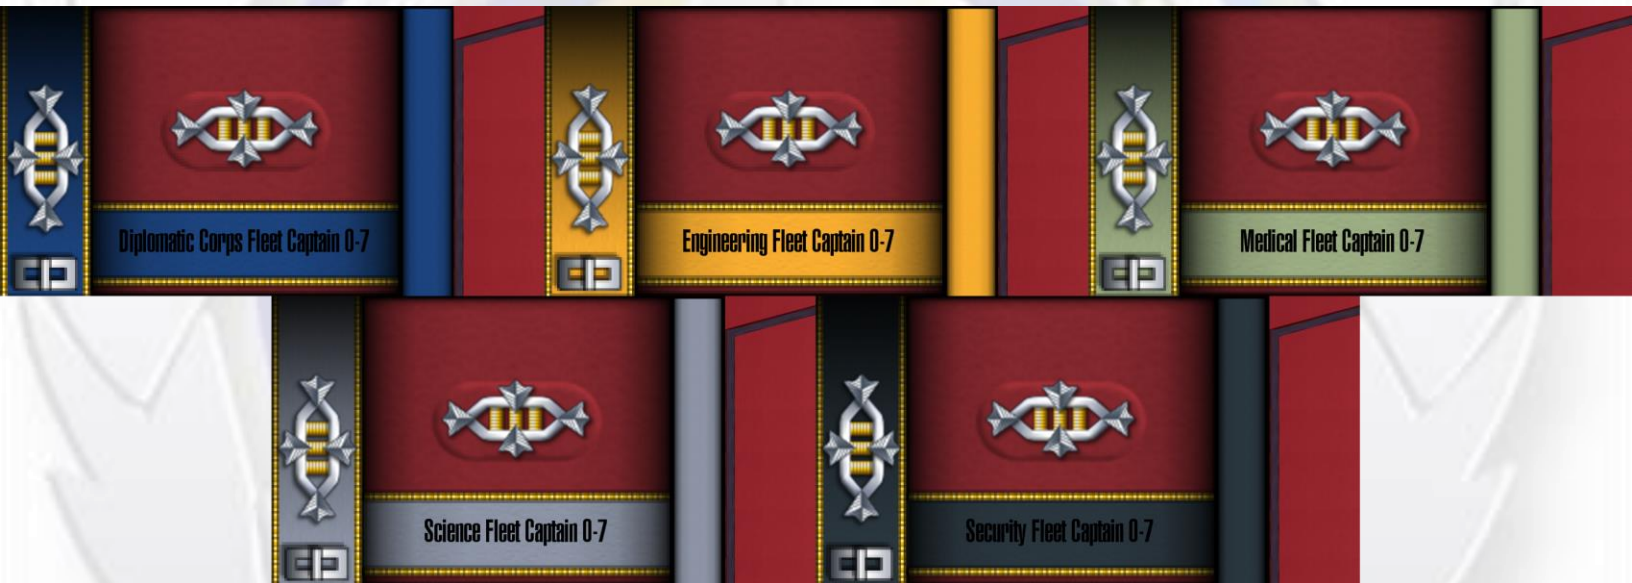 Diplomatic Corps Fleet Captain O-7
Engineering Fleet Captain O-7
Medical Fleet Captain O-7
Science Fleet Captain O-7
Security Fleet Captain O-7